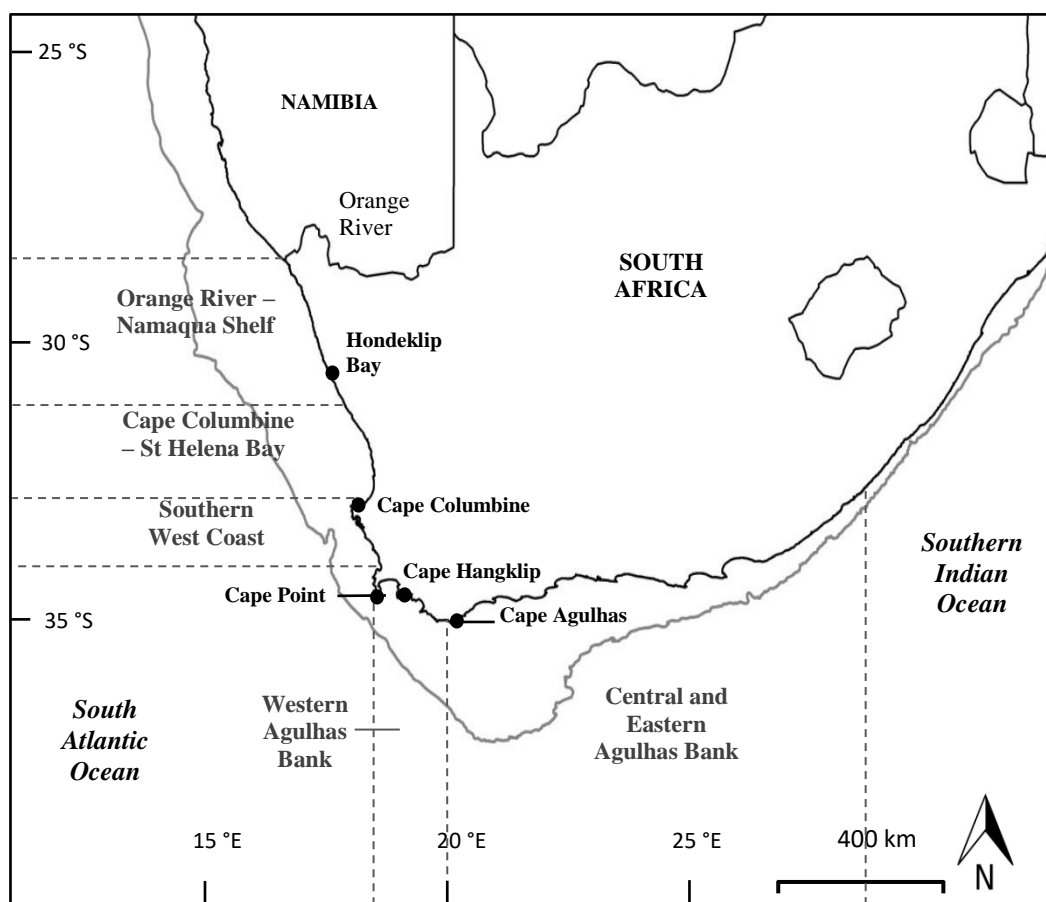 25 °S
NAMIBIA
Orange
River
SOUTH
AFRICA
Orange River –
Namaqua Shelf
30 °S
Hondeklip
Bay
Cape Columbine
– St Helena Bay
Cape Columbine
Southern
West Coast
Southern
Indian
Ocean
Cape Hangklip
Cape Point
Cape Agulhas
35 °S
South
Atlantic
Ocean
Western
Agulhas
Bank
Central and
Eastern
Agulhas Bank
15 °E
20 °E
25 °E
400 km
N